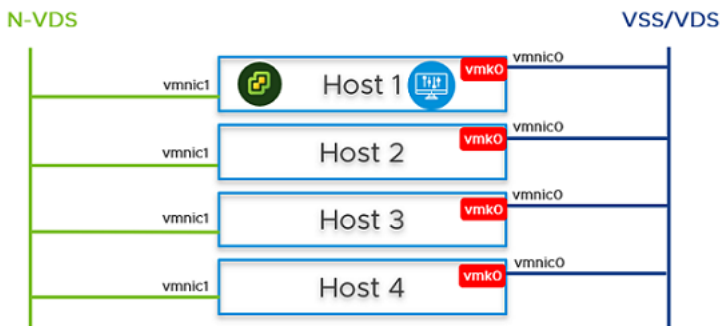 N-VDS
VSS/VDS
vmnic1
Host 1
vmk0
vmnic0
vmnic1
Host 2
vmk0
vmnic0
vmnic1
Host 3
vmk0
vmnic0
vmnic1
Host 4
vmk0
vmnic0